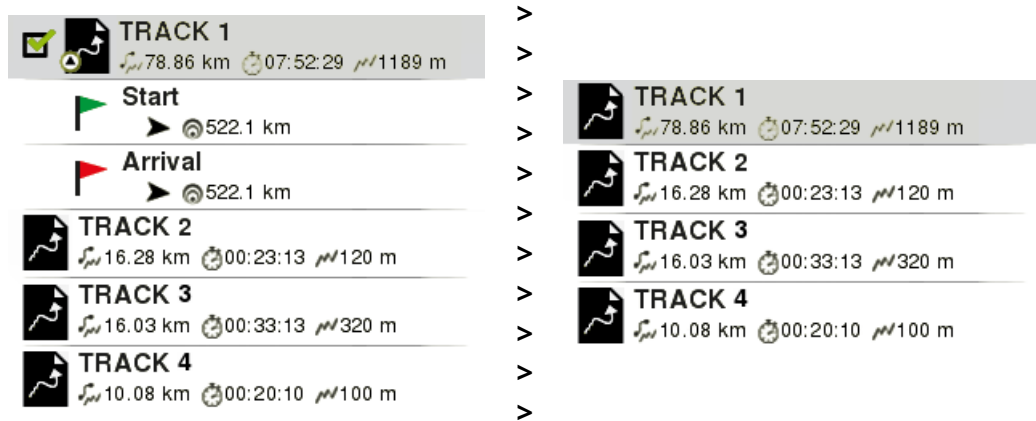 TRACK 1
78.86 km 07:52:29 1189 m
Start
522.1 km
Arrival
522.1 km
TRACK 2
16.28 km 00:23:13 120 m
TRACK 3
16.03 km 00:33:13 320 m
TRACK 4
10.08 km 00:20:10 100 m
>
>
>
>
>
>
>
>
>
>
>
TRACK 1
78.86 km 07:52:29 1189 m
TRACK 2
16.28 km 00:23:13 120 m
TRACK 3
16.03 km 00:33:13 320 m
TRACK 4
10.08 km 00:20:10 100 m